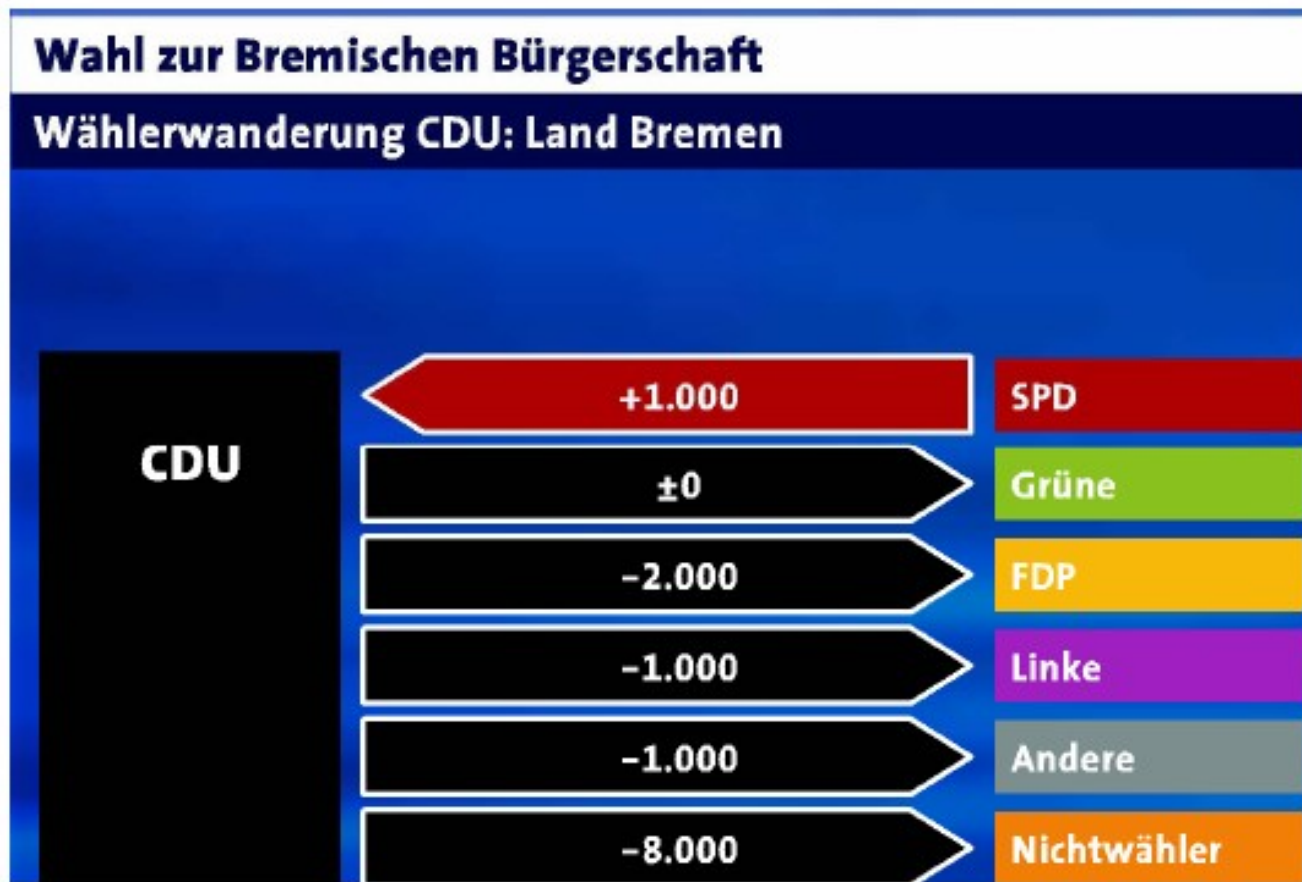 Wahl zur Bremischen Bürgerschaft
Wählerwanderung CDU: Land Bremen
CDU
+1.000 SPD
±0 Grüne
−2.000 FDP
−1.000 Linke
−1.000 Andere
−8.000 Nichtwähler